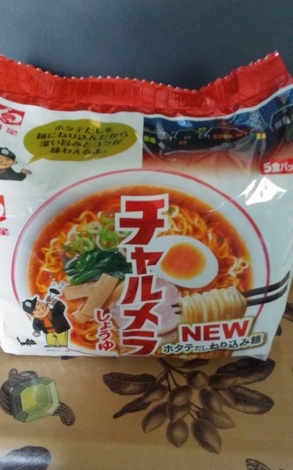 ホタテだしを
麺にねり込んだから
深い旨みとコクが
味わえるよ。
5食パッ
星
チャルメラ
しょうゆ
NEW
ホタテだしねり込み麺